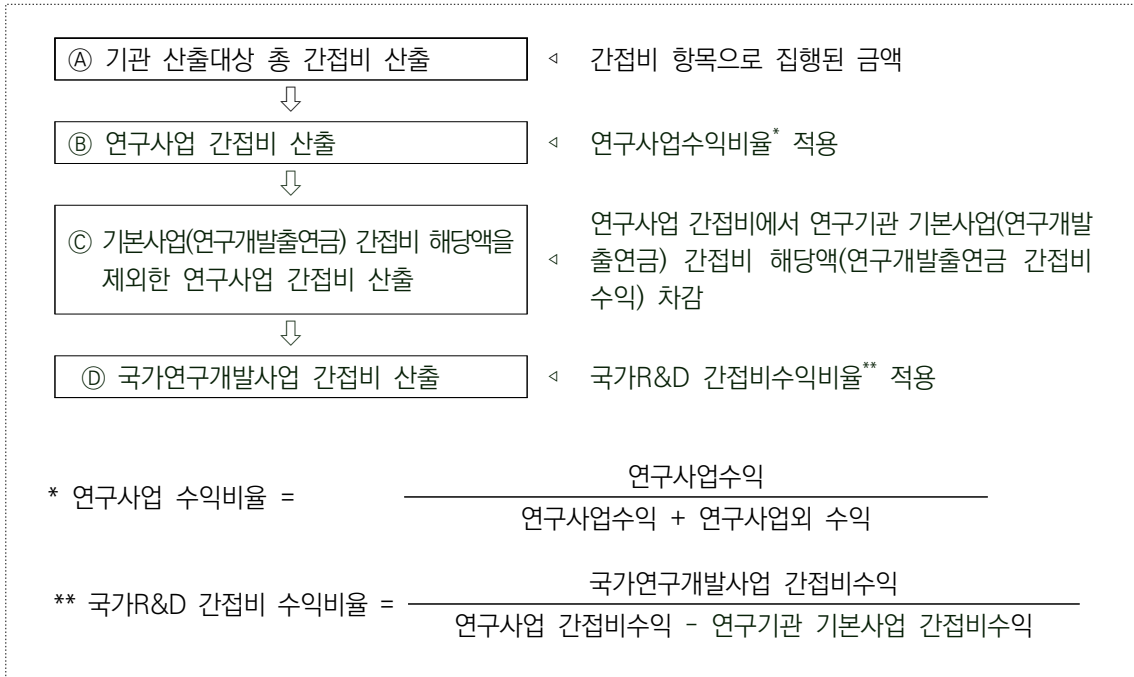 Ⓐ 기관 산출대상 총 간접비 산출 ◁ 간접비 항목으로 집행된 금액
⇩
Ⓑ 연구사업 간접비 산출 ◁ 연구사업수익비율* 적용
⇩
Ⓒ 기본사업(연구개발출연금) 간접비 해당액을
제외한 연구사업 간접비 산출
◁ 연구사업 간접비에서 연구기관 기본사업(연구개발
출연금) 간접비 해당액(연구개발출연금 간접비
수익) 차감
⇩
Ⓓ 국가연구개발사업 간접비 산출 ◁ 국가R&D 간접비수익비율** 적용
* 연구사업 수익비율 =
연구사업수익
연구사업수익 + 연구사업외 수익
** 국가R&D 간접비 수익비율 =
국가연구개발사업 간접비수익
연구사업 간접비수익 - 연구기관 기본사업 간접비수익